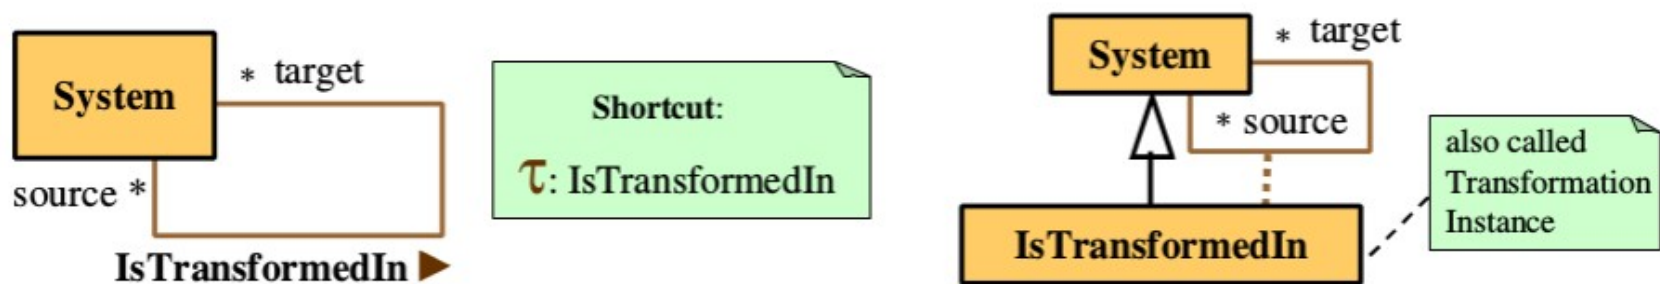 System
* target
source *
IsTransformedIn ►
Shortcut:
τ: IsTransformedIn
System
* target
* source
IsTransformedIn
also called
Transformation
Instance